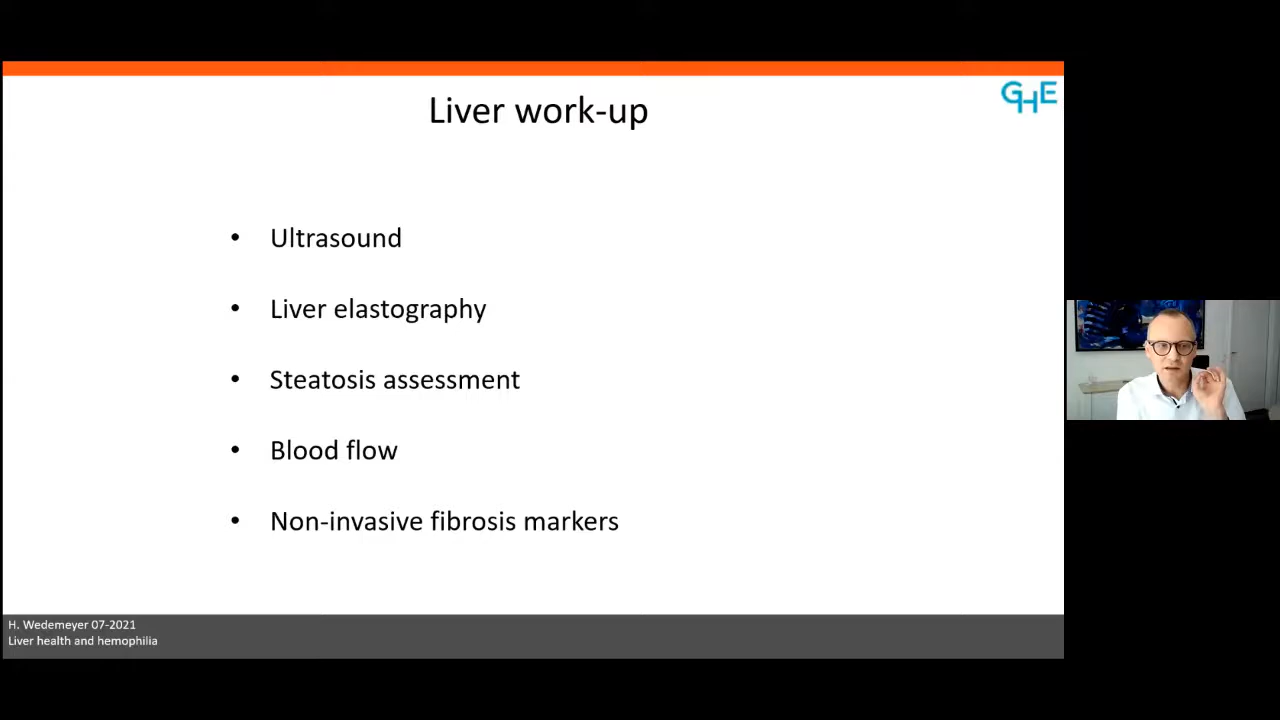 Liver work-up
GHE
• Ultrasound
• Liver elastography
• Steatosis assessment
• Blood flow
• Non-invasive fibrosis markers
H. Wedemeyer 07-2021
Liver health and hemophilia